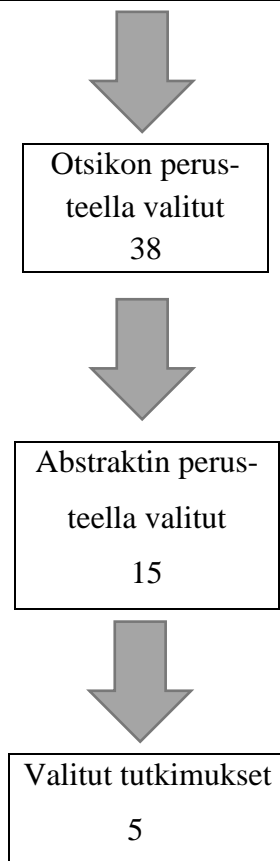 Otsikon perus-
teella valitut
38
Abstraktin perus-
teella valitut
15
Valitut tutkimukset
5